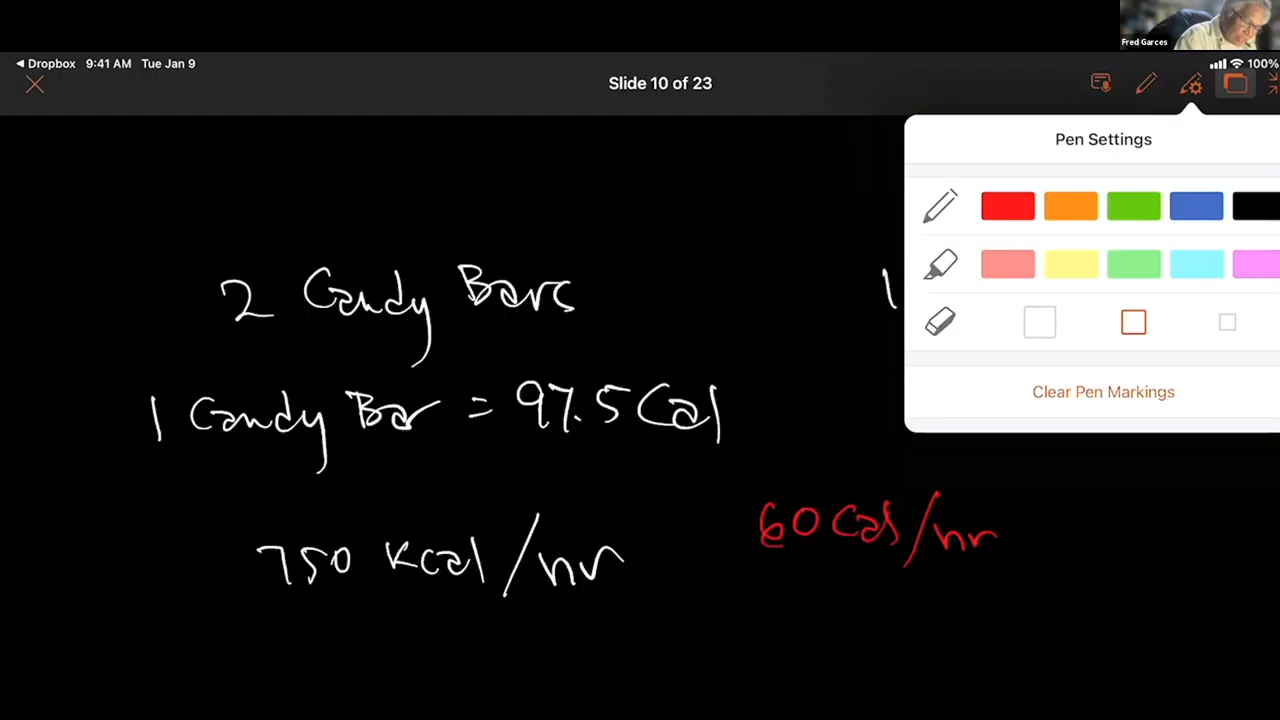 Fred Garces
◀ Dropbox 9:41 AM Tue Jan 9 100%
Slide 10 of 23
Pen Settings
2 Candy Bars 1
1 Candy Bar = 97.5 Cal
Clear Pen Markings
750 kcal/hr
60 Cal/hr